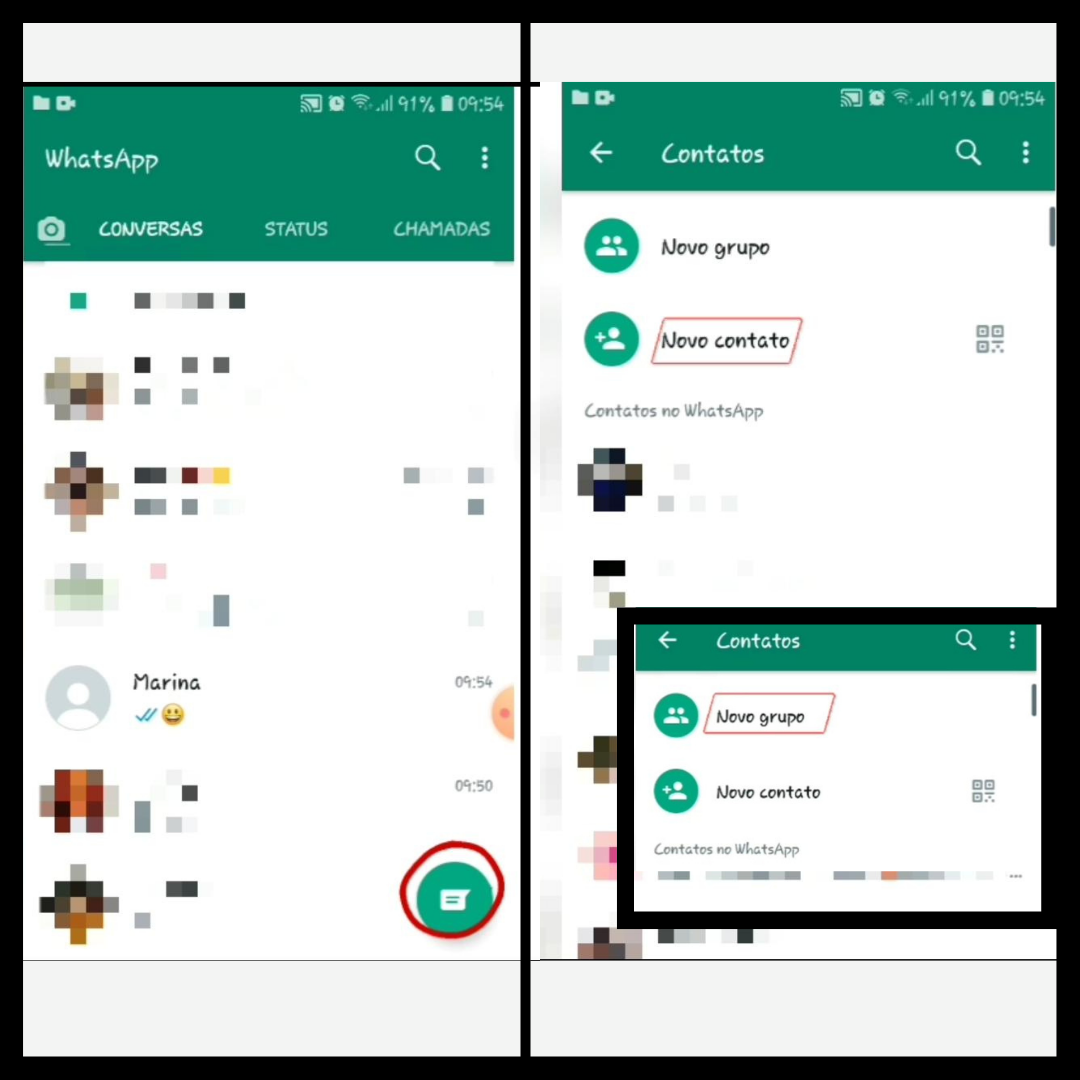 91% 09:54
WhatsApp
CONVERSAS STATUS CHAMADAS
Marina 09:54
09:50
91% 09:54
Contatos
Novo grupo
Novo contato
Contatos no WhatsApp
Contatos
Novo grupo
Novo contato
Contatos no WhatsApp